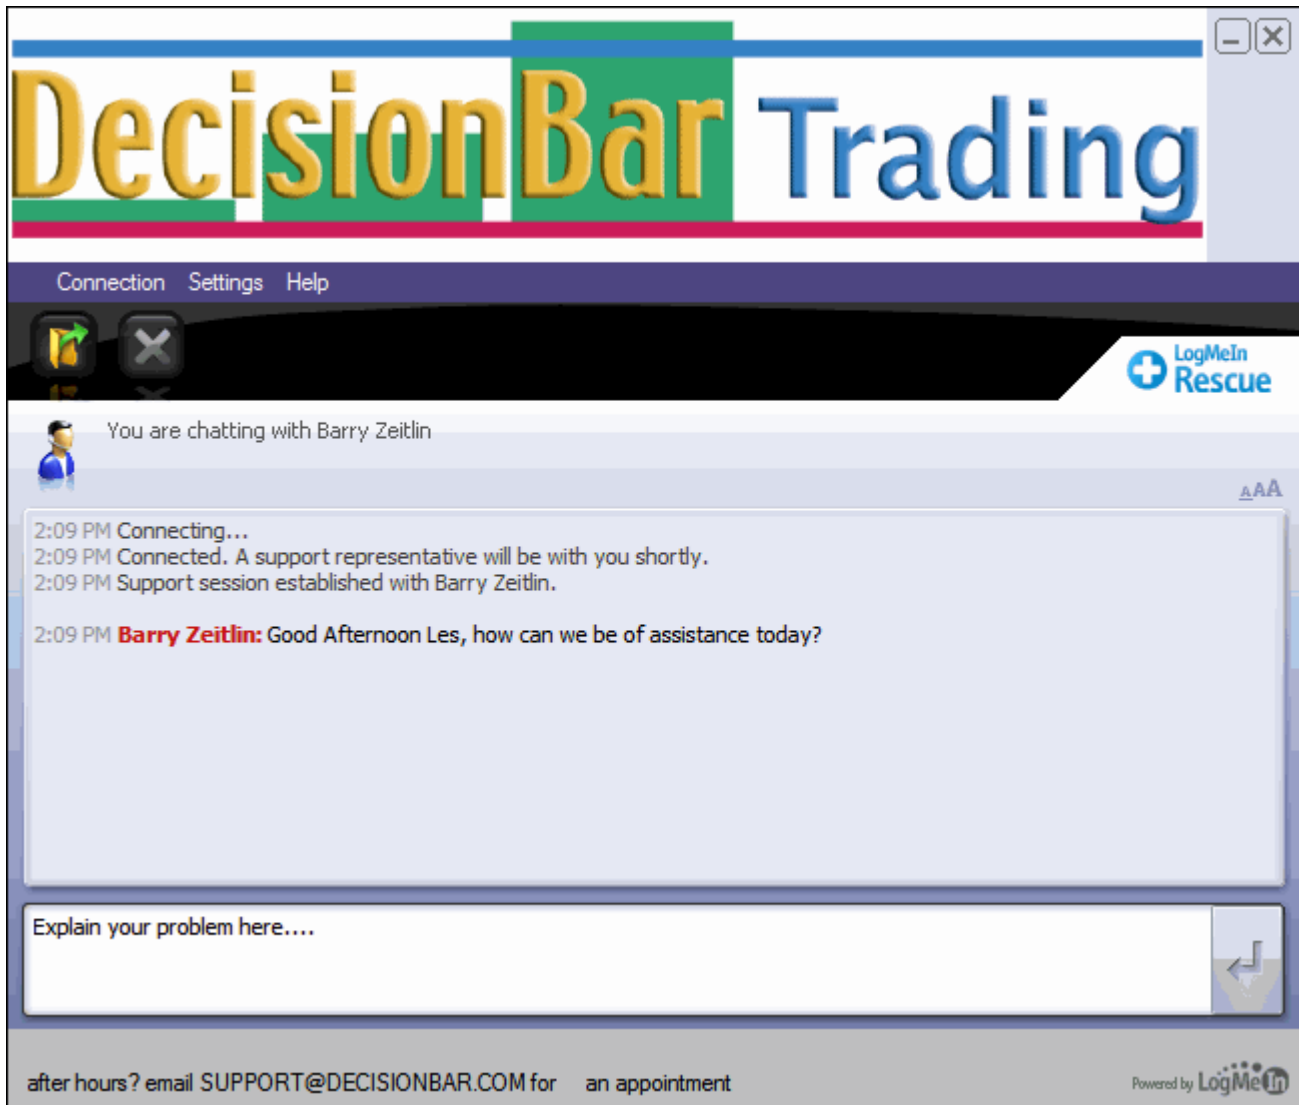 DecisionBar Trading
Connection Settings Help
LogMeIn
Rescue
You are chatting with Barry Zeitlin
AAA
2:09 PM Connecting...
2:09 PM Connected. A support representative will be with you shortly.
2:09 PM Support session established with Barry Zeitlin.
2:09 PM Barry Zeitlin: Good Afternoon Les, how can we be of assistance today?
Explain your problem here....
after hours? email SUPPORT@DECISIONBAR.COM for an appointment
Powered by LogMeIn